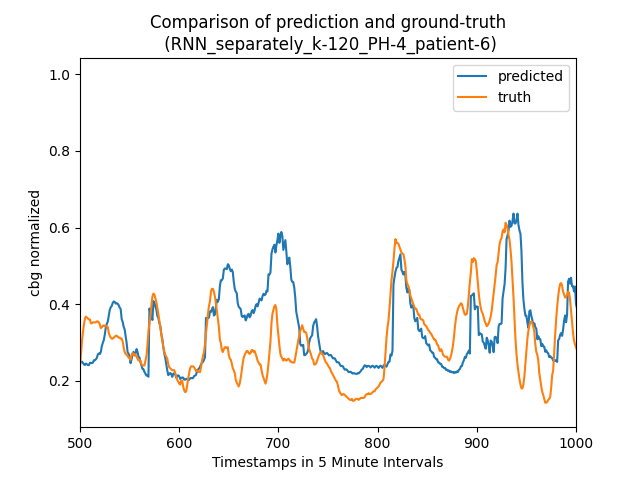 Comparison of prediction and ground-truth
(RNN_separately_k-120_PH-4_patient-6)
predicted
truth
cbg normalized
1.0
0.8
0.6
0.4
0.2
500 600 700 800 900 1000
Timestamps in 5 Minute Intervals